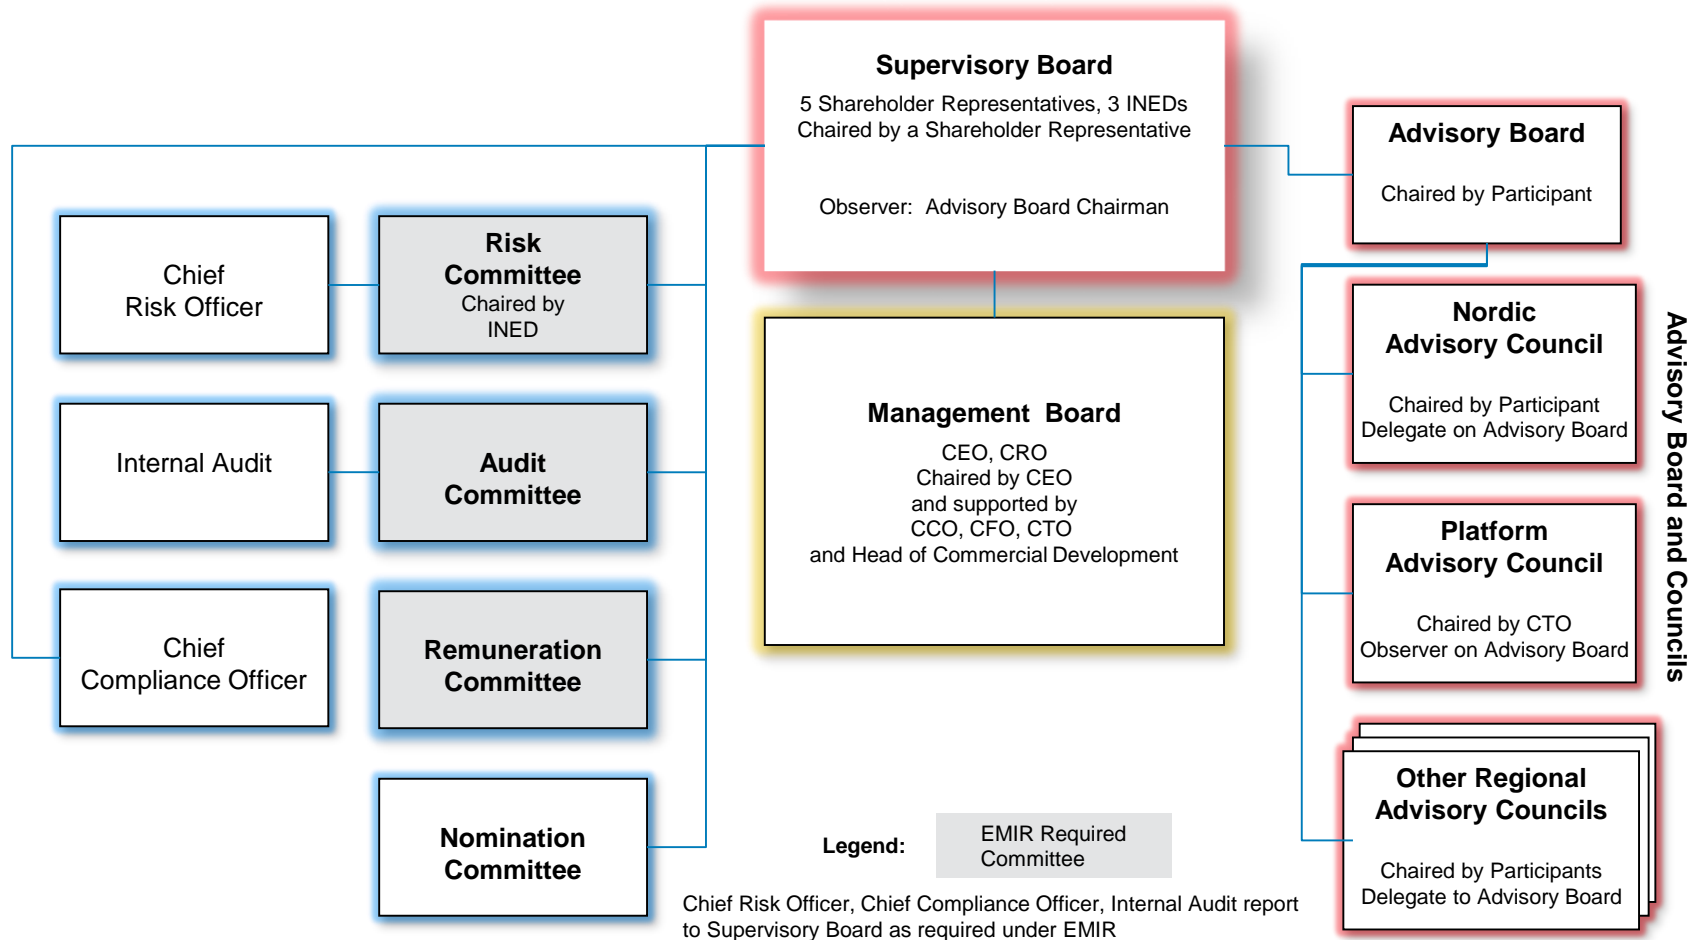 Supervisory Board
5 Shareholder Representatives, 3 INEDs
Chaired by a Shareholder Representative
Observer: Advisory Board Chairman
Advisory Board
Chaired by Participant
Chief
Risk Officer
Risk
Committee
Chaired by
INED
Nordic
Advisory Council
Chaired by Participant
Delegate on Advisory Board
Management Board
CEO, CRO
Chaired by CEO
and supported by
CCO, CFO, CTO
and Head of Commercial Development
Internal Audit
Audit
Committee
Platform
Advisory Council
Chaired by CTO
Observer on Advisory Board
Advisory Board and Councils
Chief
Compliance Officer
Remuneration
Committee
Nomination
Committee
Other Regional
Advisory Councils
Chaired by Participants
Delegate to Advisory Board
Legend:
EMIR Required
Committee
Chief Risk Officer, Chief Compliance Officer, Internal Audit report
to Supervisory Board as required under EMIR